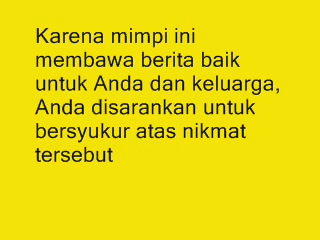 Karena mimpi ini
membawa berita baik
untuk Anda dan keluarga,
Anda disarankan untuk
bersyukur atas nikmat
tersebut